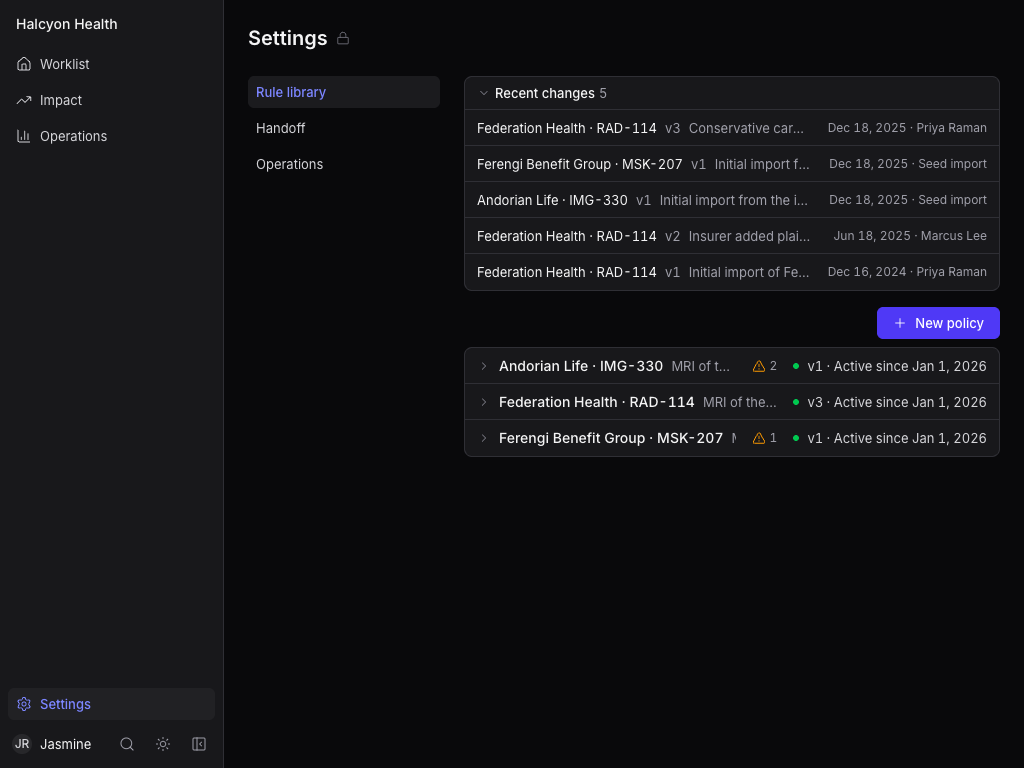 Halcyon Health
Worklist
Impact
Operations
Settings
JR Jasmine
Settings
Rule library
Handoff
Operations
Recent changes 5
Federation Health · RAD-114 v3 Conservative car... Dec 18, 2025 · Priya Raman
Ferengi Benefit Group · MSK-207 v1 Initial import f... Dec 18, 2025 · Seed import
Andorian Life · IMG-330 v1 Initial import from the i... Dec 18, 2025 · Seed import
Federation Health · RAD-114 v2 Insurer added plai... Jun 18, 2025 · Marcus Lee
Federation Health · RAD-114 v1 Initial import of Fe... Dec 16, 2024 · Priya Raman
New policy
Andorian Life · IMG-330 MRI of t... 2 v1 · Active since Jan 1, 2026
Federation Health · RAD-114 MRI of the... v3 · Active since Jan 1, 2026
Ferengi Benefit Group · MSK-207 1 v1 · Active since Jan 1, 2026